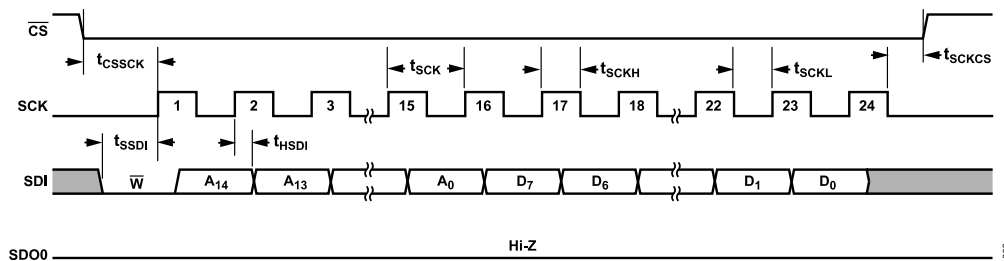 CS
tCSSCK
tSCK
tSCKH
tSCKL
tSCKCS
SCK 1 2 3 15 16 17 18 22 23 24
tSSDI
tHSDI
SDI W A14 A13 A0 D7 D6 D1 D0
Hi-Z
SDO0